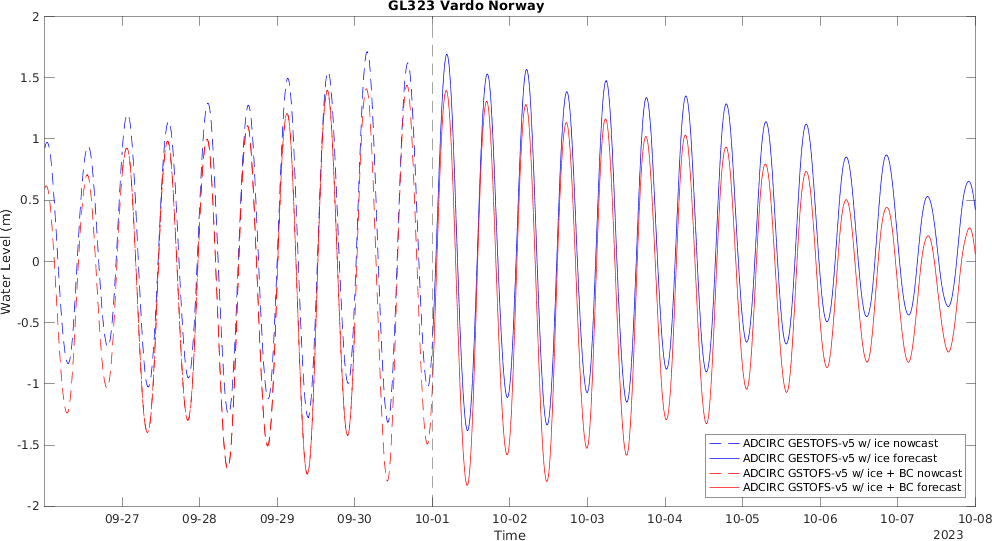 GL323 Vardo Norway
2
1.5
1
0.5
0
-0.5
-1
-1.5
-2
Water Level (m)
09-27 09-28 09-29 09-30 10-01 10-02 10-03 10-04 10-05 10-06 10-07 10-08
Time
2023
ADCIRC GESTOFS-v5 w/ ice nowcast
ADCIRC GESTOFS-v5 w/ ice forecast
ADCIRC GSTOFS-v5 w/ ice + BC nowcast
ADCIRC GSTOFS-v5 w/ ice + BC forecast